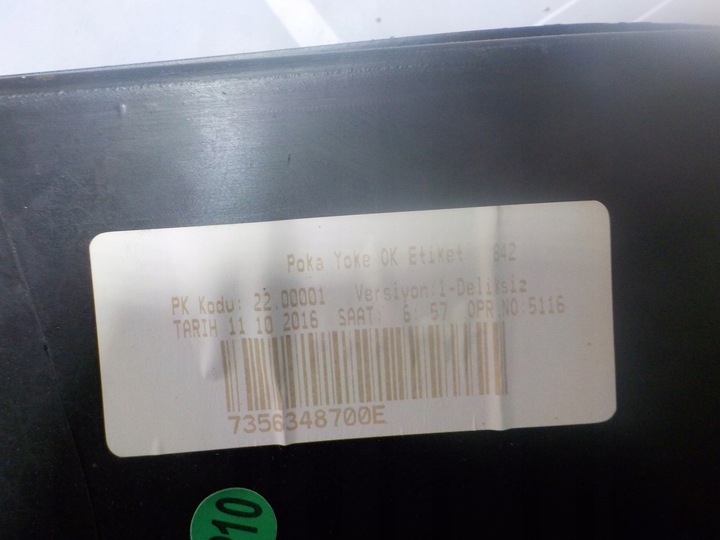 Poka Yoke OK Etiket 642
PK Kodu: 22.00001 Versiyon/1-Deliksiz
TARIH 11 10 2016 SAAT: 6: 57 OPR.NO:5116
7356348700E